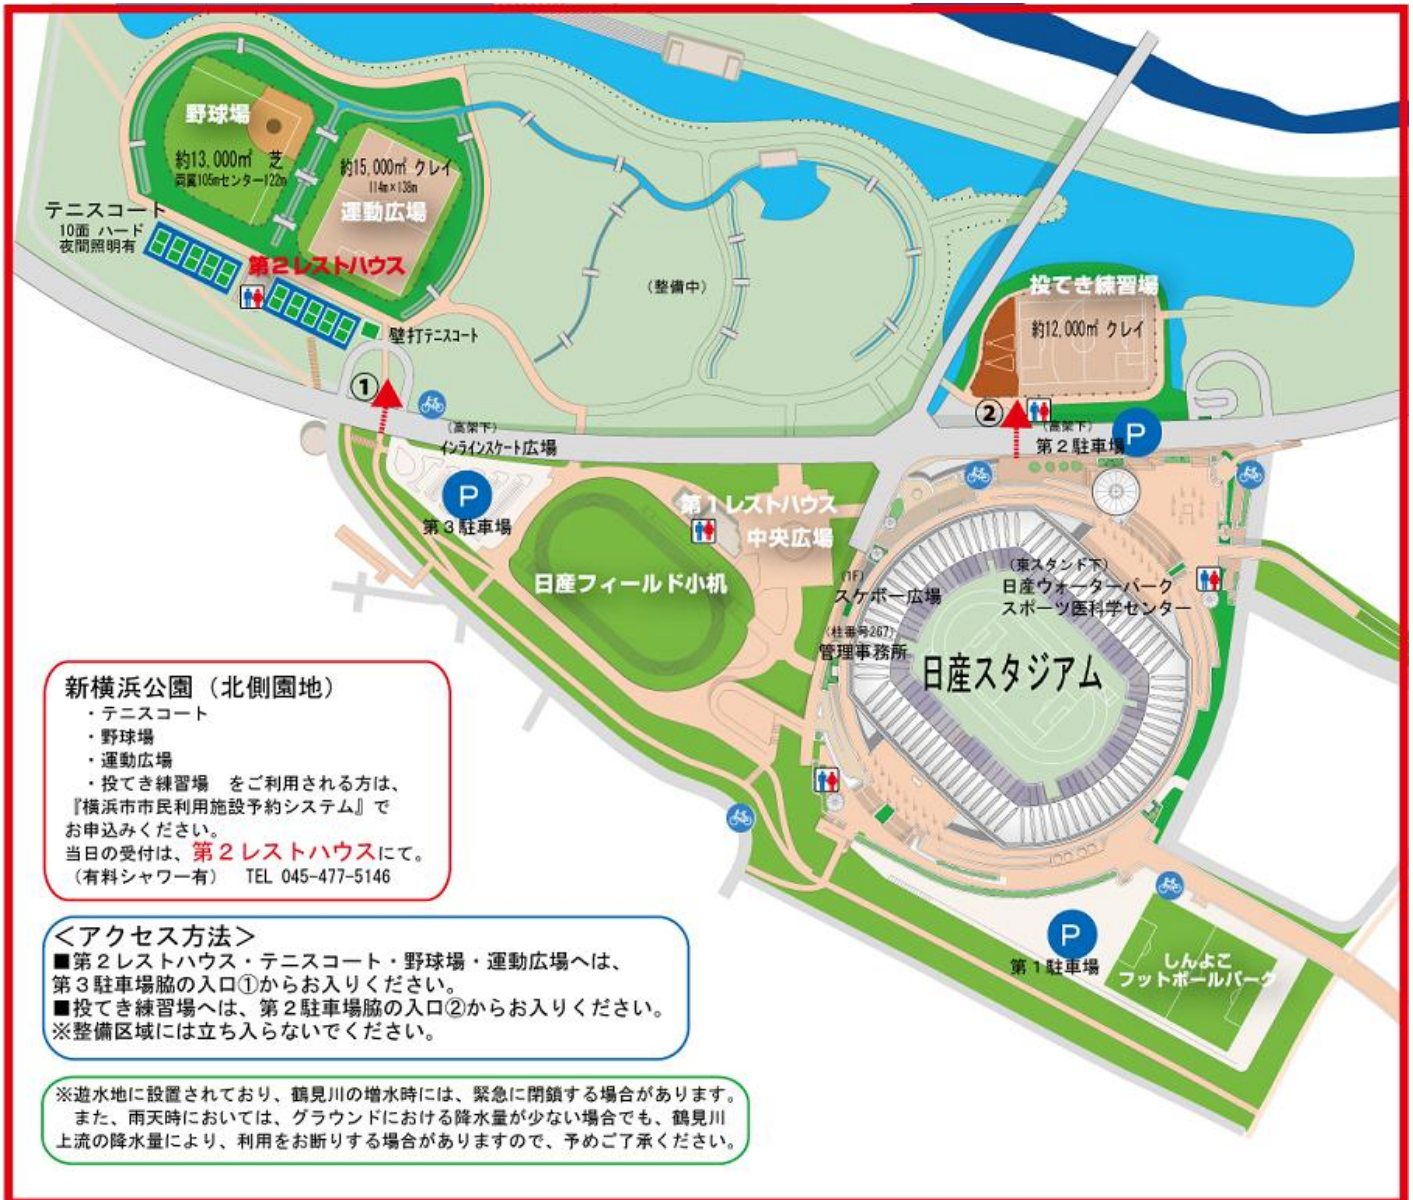 野球場
約13,000㎡ 芝
両翼105mセンター122m
約15,000㎡ クレイ
114m×138m
運動広場
テニスコート
10面 ハード
夜間照明有
第2レストハウス
壁打テニスコート
(整備中)
投てき練習場
約12,000㎡ クレイ
①
②
(高架下)
インラインスケート広場
(高架下)
第2駐車場
P
P
第3駐車場
第1レストハウス
中央広場
日産フィールド小机
(1F)
スケボー広場
(東スタンド下)
日産ウォーターパーク
スポーツ医科学センター
(柱番号267)
管理事務所
日産スタジアム
P
第1駐車場
しんよこ
フットボールパーク
新横浜公園（北側園地）
・テニスコート
・野球場
・運動広場
・投てき練習場 をご利用される方は、
『横浜市市民利用施設予約システム』で
お申込みください。
当日の受付は、第2レストハウスにて。
（有料シャワー有） TEL 045-477-5146
＜アクセス方法＞
■第2レストハウス・テニスコート・野球場・運動広場へは、
第3駐車場脇の入口①からお入りください。
■投てき練習場へは、第2駐車場脇の入口②からお入りください。
※整備区域には立ち入らないでください。
※遊水地に設置されており、鶴見川の増水時には、緊急に閉鎖する場合があります。
また、雨天時においては、グラウンドにおける降水量が少ない場合でも、鶴見川
上流の降水量により、利用をお断りする場合がありますので、予めご了承ください。